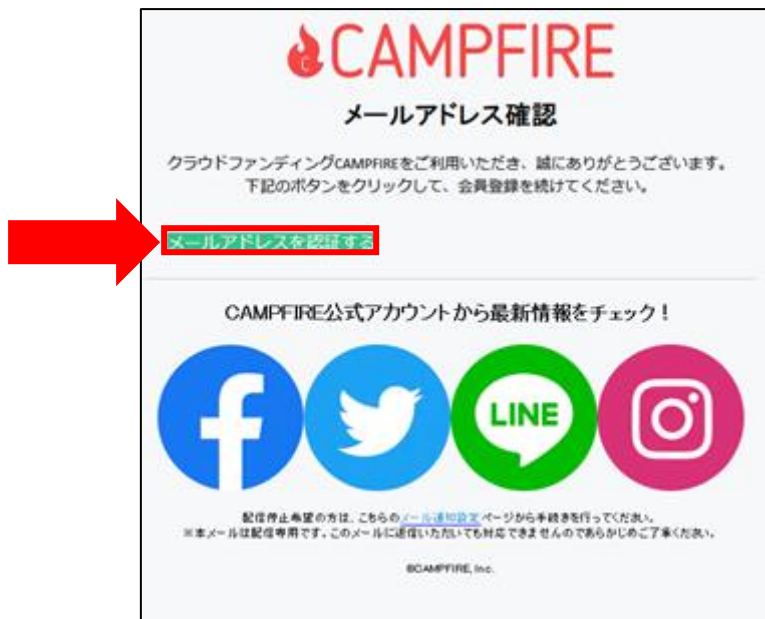 CAMPFIRE
メールアドレス確認
クラウドファンディングCAMPFIREをご利用いただき、誠にありがとうございます。
下記のボタンをクリックして、会員登録を続けてください。
メールアドレスを認証する
CAMPFIRE公式アカウントから最新情報をチェック！
LINE
配信停止希望の方は、こちらのメール通知設定ページから手続きを行ってください。
※本メールは配信専用です。このメールに返信いただいても対応できませんのであらかじめご了承ください。
©CAMPFIRE, Inc.